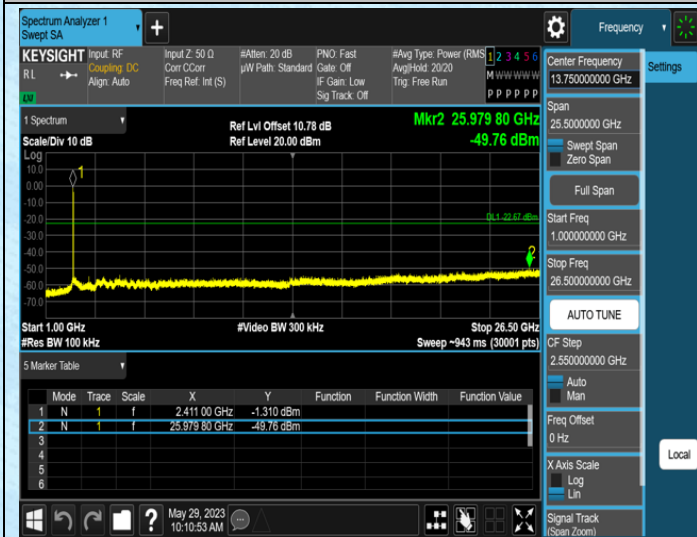 Spectrum Analyzer 1
Swept SA
+
Frequency
KEYSIGHT
Input: RF
Input Z: 50 Ω
#Atten: 20 dB
PNO: Fast
#Avg Type: Power (RMS
1 2 3 4 5 6
RL
Coupling: DC
Corr CCorr
µW Path: Standard
Gate: Off
Avg|Hold: 20/20
M W W W W W
Align: Auto
Freq Ref: Int (S)
IF Gain: Low
Trig: Free Run
Sig Track: Off
P P P P P P
1 Spectrum
Ref Lvl Offset 10.78 dB
Mkr2 25.979 80 GHz
Scale/Div 10 dB
Ref Level 20.00 dBm
-49.76 dBm
Log
10.0
0.00
-10.0
-20.0
-30.0
-40.0
-50.0
-60.0
-70.0
1
DL1 -22.67 dBm
2
Start 1.00 GHz
#Video BW 300 kHz
Stop 26.50 GHz
#Res BW 100 kHz
Sweep ~943 ms (30001 pts)
5 Marker Table
Mode Trace Scale X Y Function Function Width Function Value
1 N 1 f 2.411 00 GHz -1.310 dBm
2 N 1 f 25.979 80 GHz -49.76 dBm
3
4
5
6
?
May 29, 2023
10:10:53 AM
Center Frequency
13.750000000 GHz
Settings
Span
25.5000000 GHz
Swept Span
Zero Span
Full Span
Start Freq
1.000000000 GHz
Stop Freq
26.500000000 GHz
AUTO TUNE
CF Step
2.550000000 GHz
Auto
Man
Freq Offset
0 Hz
Local
X Axis Scale
Log
Lin
Signal Track
(Span Zoom)